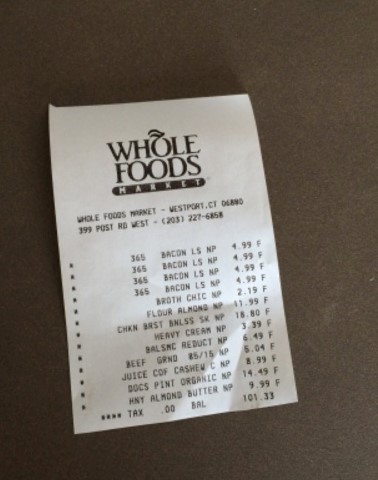 WHOLE
FOODS
MARKET
WHOLE FOODS MARKET - WESTPORT,CT 06880
399 POST RD WEST - (203) 227-6858
365 BACON LS NP 4.99 F
365 BACON LS NP 4.99 F
365 BACON LS NP 4.99 F
365 BACON LS NP 4.99 F
BROTH CHIC NP 2.19 F
FLOUR ALMOND NP 11.99 F
CHKN BRST BNLSS SK NP 18.80 F
HEAVY CREAM NP 3.39 F
BALSMC REDUCT NP 6.49 F
BEEF GRND 85/15 NP 5.04 F
JUICE COF CASHEW C NP 8.99 F
DOCS PINT ORGANIC NP 14.49 F
HNY ALMOND BUTTER NP 9.99 F
**** TAX .00 BAL 101.33